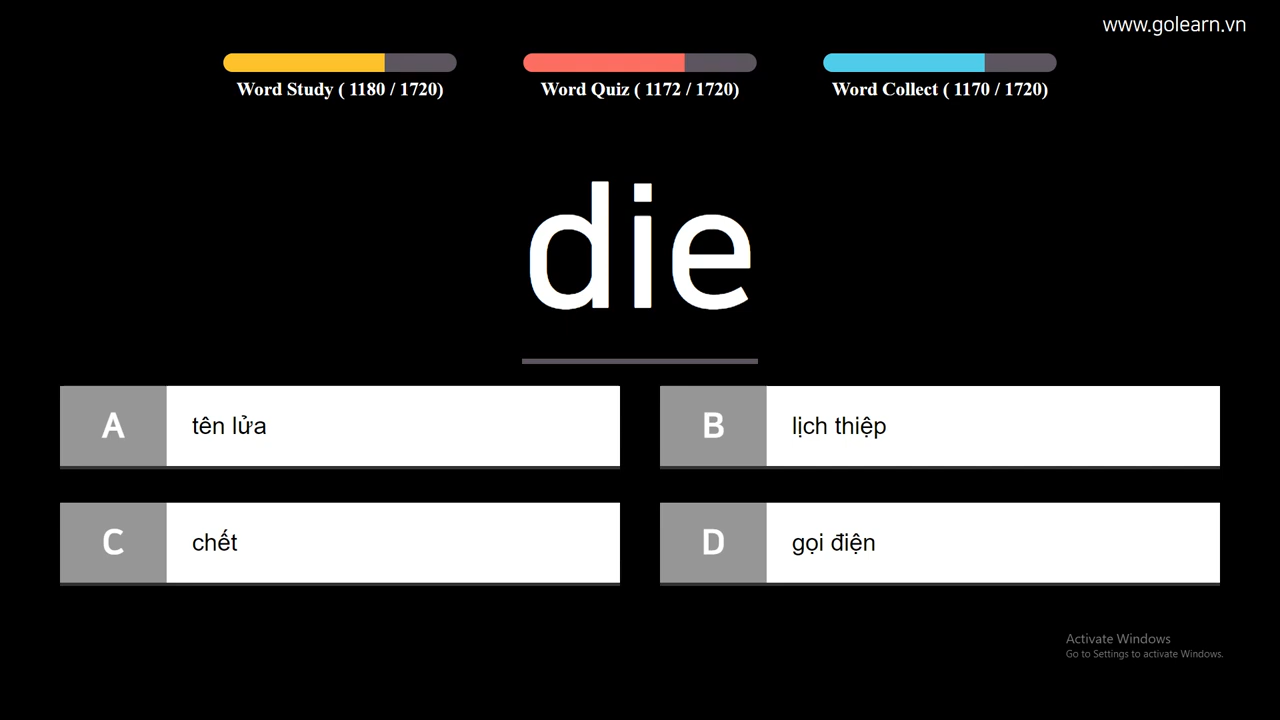 www.golearn.vn
Word Study ( 1180 / 1720)
Word Quiz ( 1172 / 1720)
Word Collect ( 1170 / 1720)
die
A tên lửa
B lịch thiệp
C chết
D gọi điện
Activate Windows
Go to Settings to activate Windows.